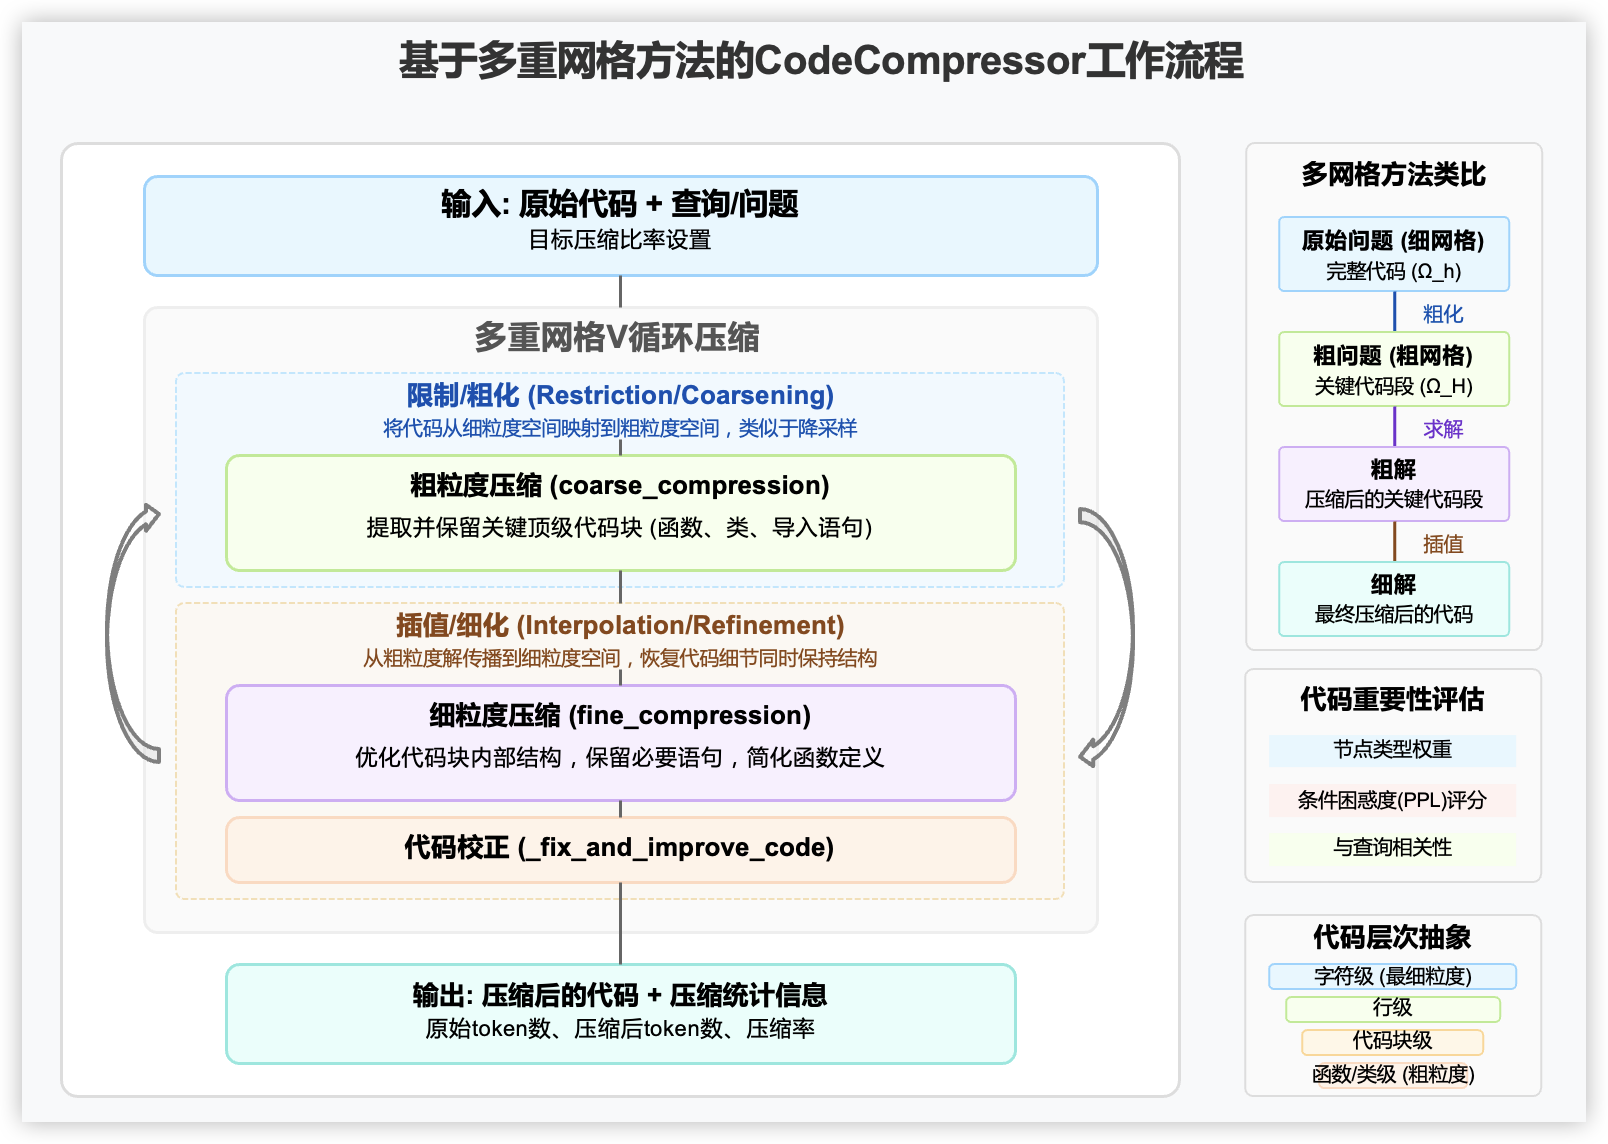 基于多重网格方法的CodeCompressor工作流程
输入: 原始代码 + 查询/问题
目标压缩比率设置
多重网格V循环压缩
限制/粗化 (Restriction/Coarsening)
将代码从细粒度空间映射到粗粒度空间，类似于降采样
粗粒度压缩 (coarse_compression)
提取并保留关键顶级代码块 (函数、类、导入语句)
插值/细化 (Interpolation/Refinement)
从粗粒度解传播到细粒度空间，恢复代码细节同时保持结构
细粒度压缩 (fine_compression)
优化代码块内部结构，保留必要语句，简化函数定义
代码校正 (_fix_and_improve_code)
输出: 压缩后的代码 + 压缩统计信息
原始token数、压缩后token数、压缩率
多网格方法类比
原始问题 (细网格)
完整代码 (Ω_h)
粗化
粗问题 (粗网格)
关键代码段 (Ω_H)
求解
粗解
压缩后的关键代码段
插值
细解
最终压缩后的代码
代码重要性评估
节点类型权重
条件困惑度(PPL)评分
与查询相关性
代码层次抽象
字符级 (最细粒度)
行级
代码块级
函数/类级 (粗粒度)